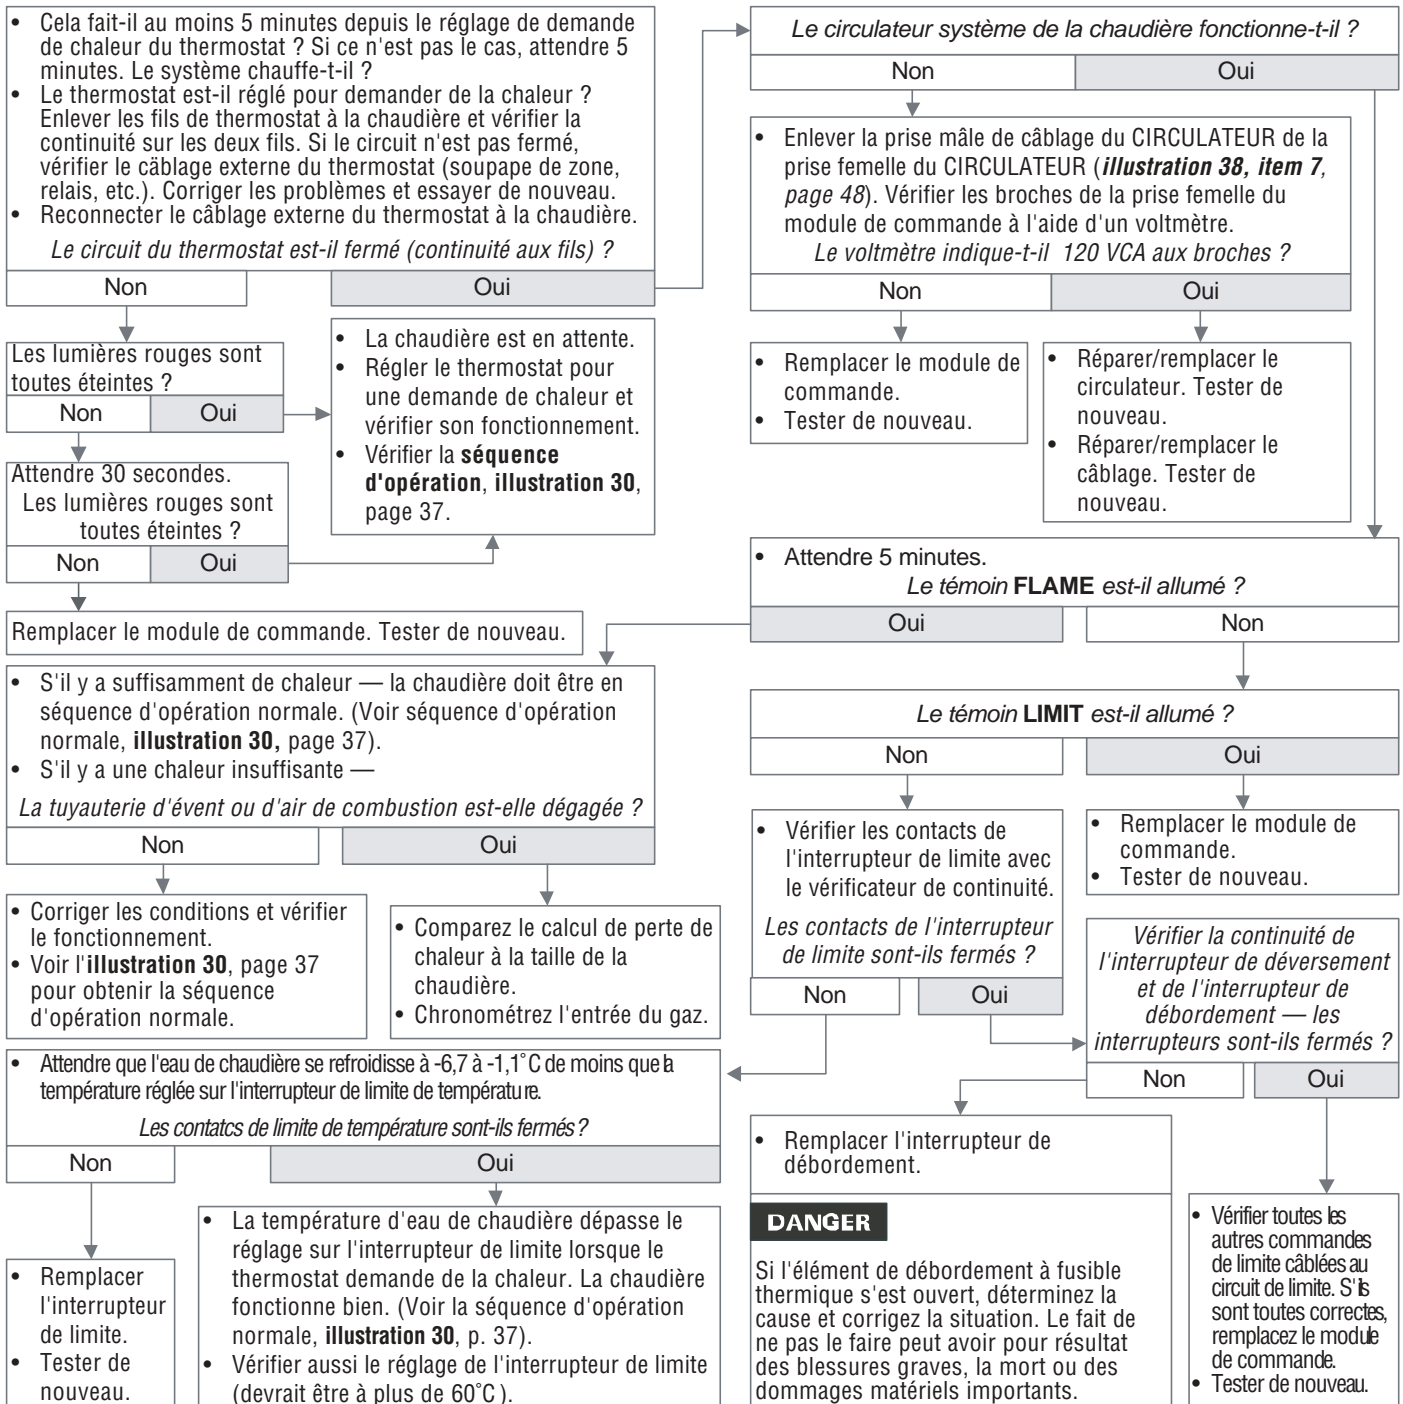 • Cela fait-il au moins 5 minutes depuis le réglage de demande
de chaleur du thermostat ? Si ce n'est pas le cas, attendre 5
minutes. Le système chauffe-t-il ?
• Le thermostat est-il réglé pour demander de la chaleur ?
Enlever les fils de thermostat à la chaudière et vérifier la
continuité sur les deux fils. Si le circuit n'est pas fermé,
vérifier le cäblage externe du thermostat (soupape de zone,
relais, etc.). Corriger les problèmes et essayer de nouveau.
• Reconnecter le câblage externe du thermostat à la chaudière.
Le circuit du thermostat est-il fermé (continuité aux fils) ?
Non
Oui
Les lumières rouges sont
toutes éteintes ?
Non
Oui
Attendre 30 secondes.
Les lumières rouges sont
toutes éteintes ?
Non
Oui
• La chaudière est en attente.
• Régler le thermostat pour
une demande de chaleur et
vérifier son fonctionnement.
• Vérifier la séquence
d'opération, illustration 30,
page 37.
Remplacer le module de commande. Tester de nouveau.
• S'il y a suffisamment de chaleur — la chaudière doit être en
séquence d'opération normale. (Voir séquence d'opération
normale, illustration 30, page 37).
• S'il y a une chaleur insuffisante —
La tuyauterie d'évent ou d'air de combustion est-elle dégagée ?
Non
Oui
• Corriger les conditions et vérifier
le fonctionnement.
• Voir l'illustration 30, page 37
pour obtenir la séquence
d'opération normale.
• Comparez le calcul de perte de
chaleur à la taille de la
chaudière.
• Chronométrez l'entrée du gaz.
• Attendre que l'eau de chaudière se refroidisse à -6,7 à -1,1˚C de moins que la
température réglée sur l'interrupteur de limite de température.
Les contatcs de limite de température sont-ils fermés ?
Non
Oui
• Remplacer
l'interrupteur
de limite.
• Tester de
nouveau.
• La température d'eau de chaudière dépasse le
réglage sur l'interrupteur de limite lorsque le
thermostat demande de la chaleur. La chaudière
fonctionne bien. (Voir la séquence d'opération
normale, illustration 30, p. 37).
• Vérifier aussi le réglage de l'interrupteur de limite
(devrait être à plus de 60˚C ).
Le circulateur système de la chaudière fonctionne-t-il ?
Non
Oui
• Enlever la prise mâle de câblage du CIRCULATEUR de la
prise femelle du CIRCULATEUR (illustration 38, item 7,
page 48). Vérifier les broches de la prise femelle du
module de commande à l'aide d'un voltmètre.
Le voltmètre indique-t-il 120 VCA aux broches ?
Non
Oui
• Remplacer le module de
commande.
• Tester de nouveau.
• Réparer/remplacer le
circulateur. Tester de
nouveau.
• Réparer/remplacer le
câblage. Tester de
nouveau.
• Attendre 5 minutes.
Le témoin FLAME est-il allumé ?
Oui
Non
Le témoin LIMIT est-il allumé ?
Non
Oui
• Vérifier les contacts de
l'interrupteur de limite avec
le vérificateur de continuité.
Les contacts de l'interrupteur
de limite sont-ils fermés ?
Non
Oui
• Remplacer le module de
commande.
• Tester de nouveau.
Vérifier la continuité de
l'interrupteur de déversement
et de l'interrupteur de
débordement — les
interrupteurs sont-ils fermés ?
Non
Oui
• Remplacer l'interrupteur de
débordement.
DANGER
Si l'élément de débordement à fusible
thermique s'est ouvert, déterminez la
cause et corrigez la situation. Le fait de
ne pas le faire peut avoir pour résultat
des blessures graves, la mort ou des
dommages matériels importants.
• Vérifier toutes les
autres commandes
de limite câblées au
circuit de limite. S'ils
sont toutes correctes,
remplacez le module
de commande.
• Tester de nouveau.